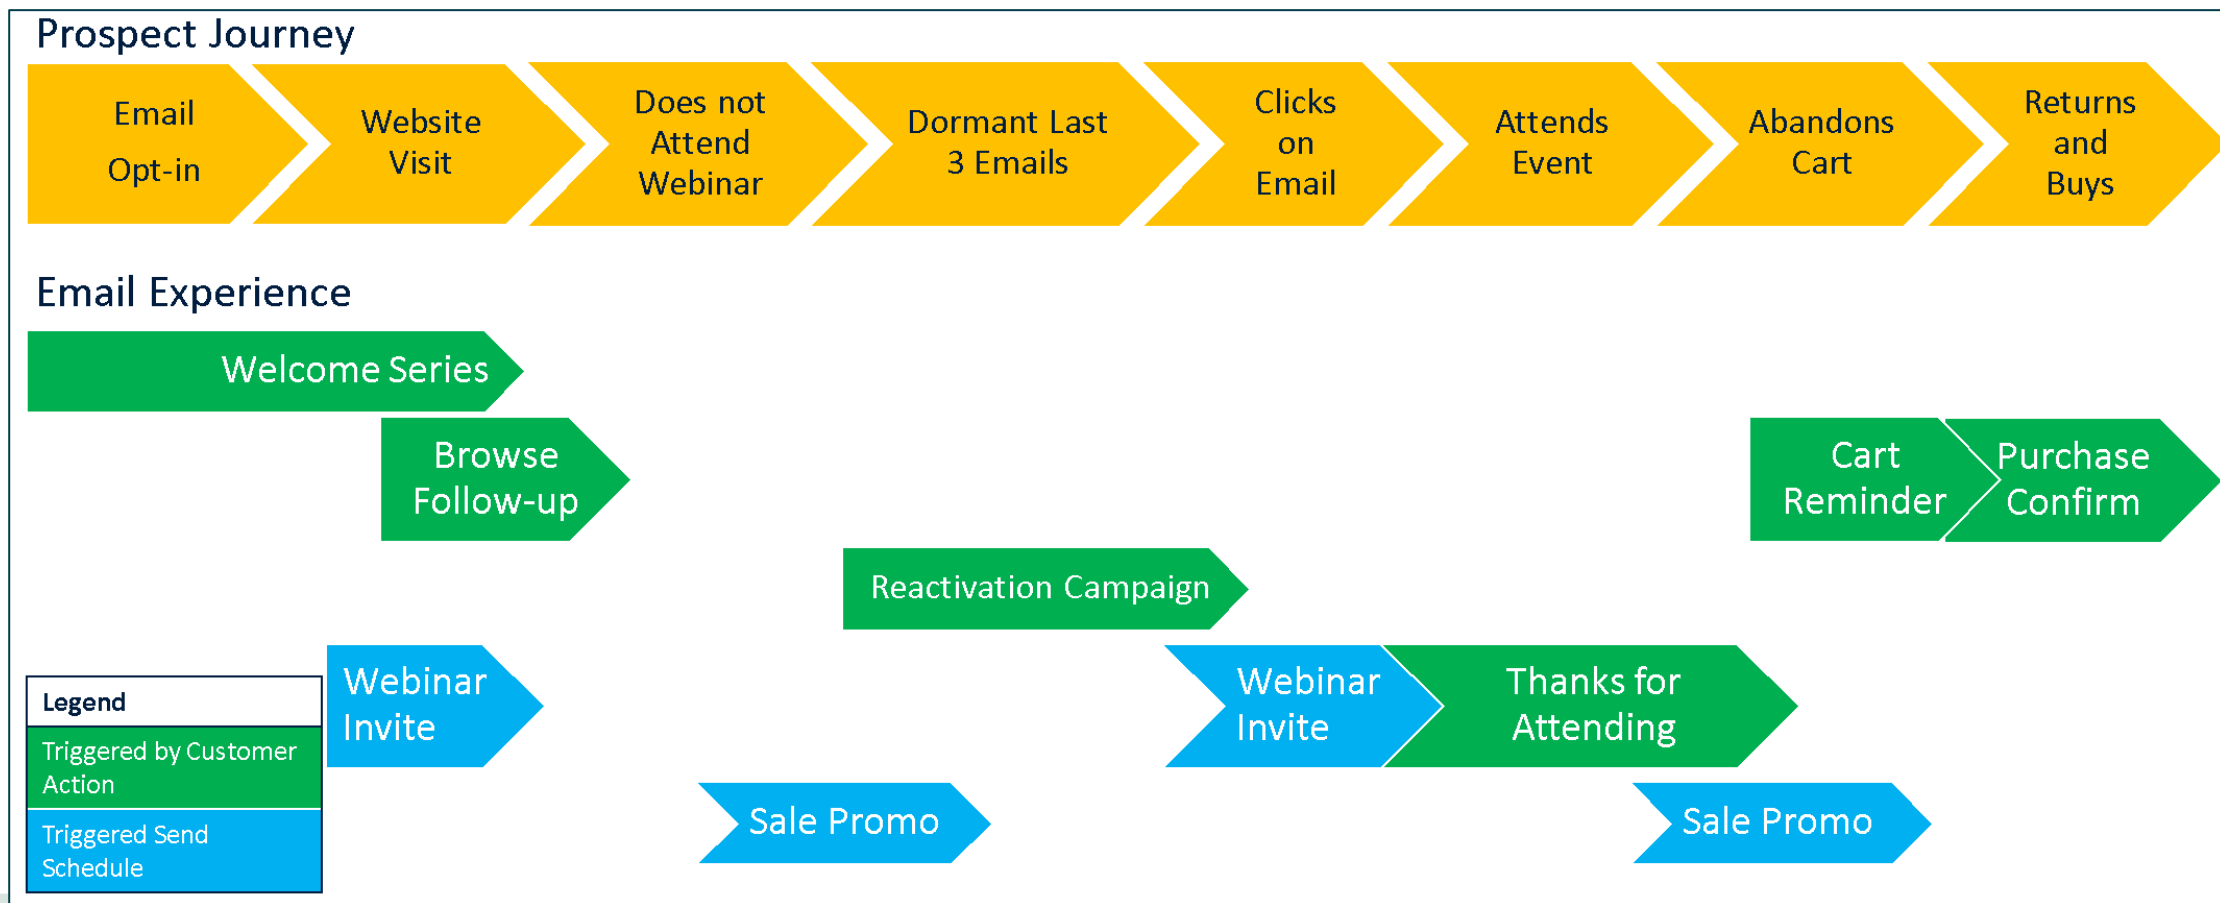 Prospect Journey
Email
Opt-in
Website
Visit
Does not
Attend
Webinar
Dormant Last
3 Emails
Clicks
on
Email
Attends
Event
Abandons
Cart
Returns
and
Buys
Email Experience
Welcome Series
Browse
Follow-up
Cart
Reminder
Purchase
Confirm
Reactivation Campaign
Webinar
Invite
Webinar
Invite
Thanks for
Attending
Sale Promo
Sale Promo
Legend
Triggered by Customer
Action
Triggered Send
Schedule